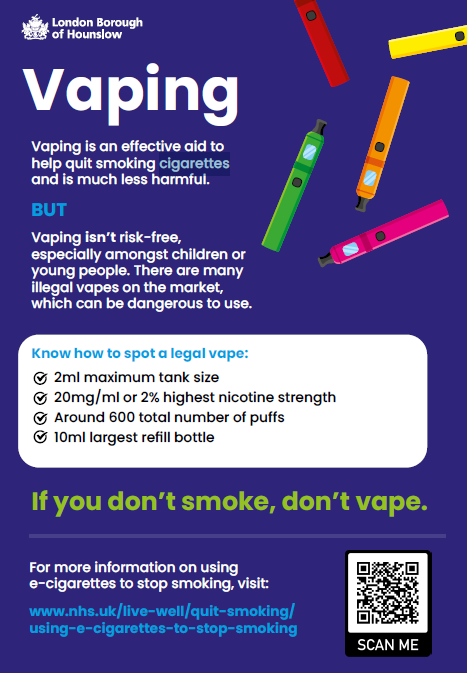 London Borough
of Hounslow
Vaping
Vaping is an effective aid to
help quit smoking cigarettes
and is much less harmful.
BUT
Vaping isn't risk-free,
especially amongst children or
young people. There are many
illegal vapes on the market,
which can be dangerous to use.
Know how to spot a legal vape:
2ml maximum tank size
20mg/ml or 2% highest nicotine strength
Around 600 total number of puffs
10ml largest refill bottle
If you don't smoke, don't vape.
For more information on using
e-cigarettes to stop smoking, visit:
www.nhs.uk/live-well/quit-smoking/
using-e-cigarettes-to-stop-smoking
SCAN ME